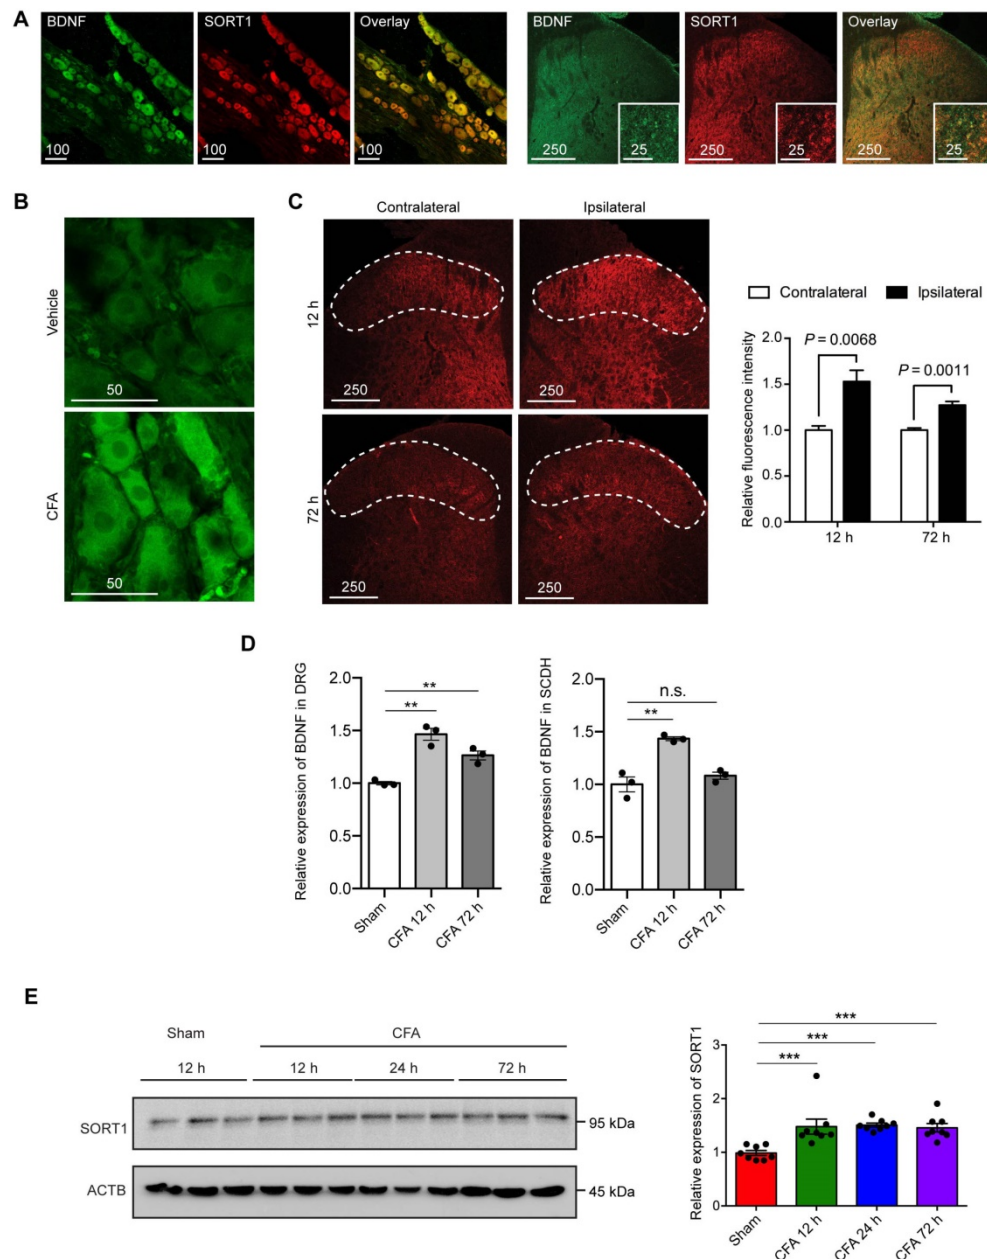 A
BDNF SORT1 Overlay BDNF SORT1 Overlay
100 100 100 250 25 250 25 250 25
B
Vehicle
50
CFA
50
C
Contralateral Ipsilateral
12 h
250 250
72 h
250 250
Contralateral Ipsilateral
Relative fluorescence intensity
2.0
1.5
1.0
0.5
0.0
P = 0.0068
P = 0.0011
12 h 72 h
D
Relative expression of BDNF in DRG
2.0
1.5
1.0
0.5
0.0
**
**
Sham CFA 12 h CFA 72 h
Relative expression of BDNF in SCDH
2.0
1.5
1.0
0.5
0.0
n.s.
**
Sham CFA 12 h CFA 72 h
E
Sham CFA
12 h 12 h 24 h 72 h
SORT1 95 kDa
ACTB 45 kDa
Relative expression of SORT1
3
2
1
0
***
***
***
Sham CFA 12 h CFA 24 h CFA 72 h